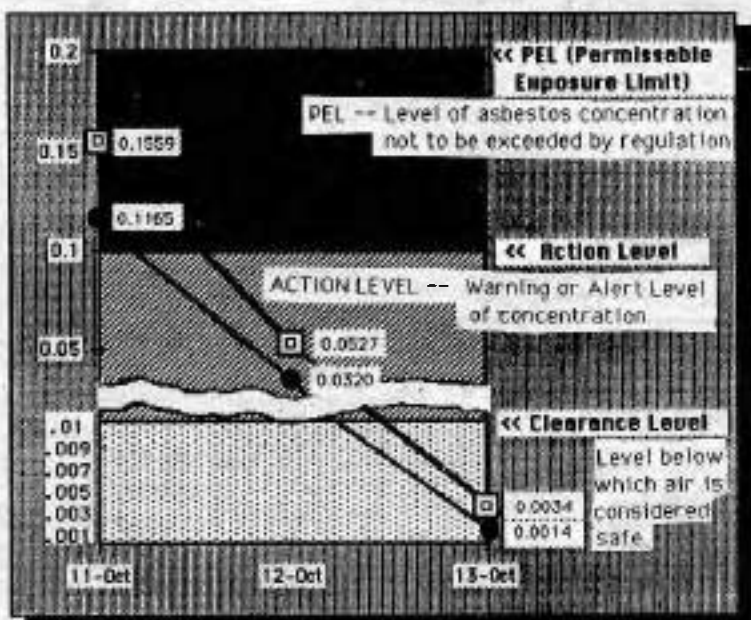 0.2
<< PEL (Permissable
Exposure Limit)
PEL -- Level of asbestos concentration
not to be exceeded by regulation
0.15
0.1559
0.1165
0.1
<< Action Level
ACTION LEVEL -- Warning or Alert Level
of concentration
0.05
0.0527
0.0320
.01
<< Clearance Level
.009
.007
.005
.003
.001
Level below
which air is
considered
safe
0.0034
0.0014
11-Oct
12-Oct
13-Oct